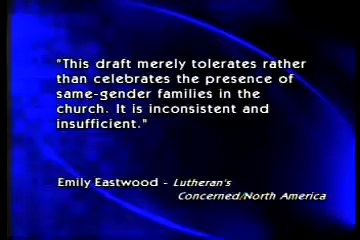 "This draft merely tolerates rather
than celebrates the presence of
same-gender families in the
church. It is inconsistent and
insufficient."
Emily Eastwood - Lutheran's
Concerned/North America